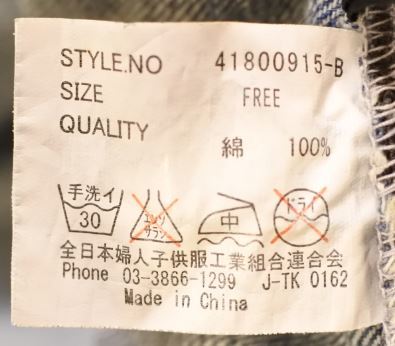 STYLE.NO 41800915-B
SIZE FREE
QUALITY
綿 100%
手洗イ
30
エンソ
サラシ
中
ドライ
全日本婦人子供服工業組合連合会
Phone 03-3866-1299 J-TK 0162
Made in China